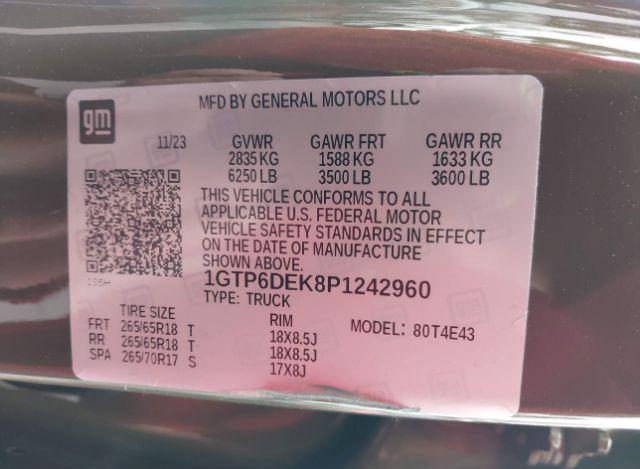 gm
MFD BY GENERAL MOTORS LLC
11/23 GVWR GAWR FRT GAWR RR
2835 KG 1588 KG 1633 KG
6250 LB 3500 LB 3600 LB
THIS VEHICLE CONFORMS TO ALL
APPLICABLE U.S. FEDERAL MOTOR
VEHICLE SAFETY STANDARDS IN EFFECT
ON THE DATE OF MANUFACTURE
SHOWN ABOVE.
1GTP6DEK8P1242960
TYPE: TRUCK
TIRE SIZE RIM MODEL: 80T4E43
FRT 265/65R18 T 18X8.5J
RR 265/65R18 T 18X8.5J
SPA 265/70R17 S 17X8J